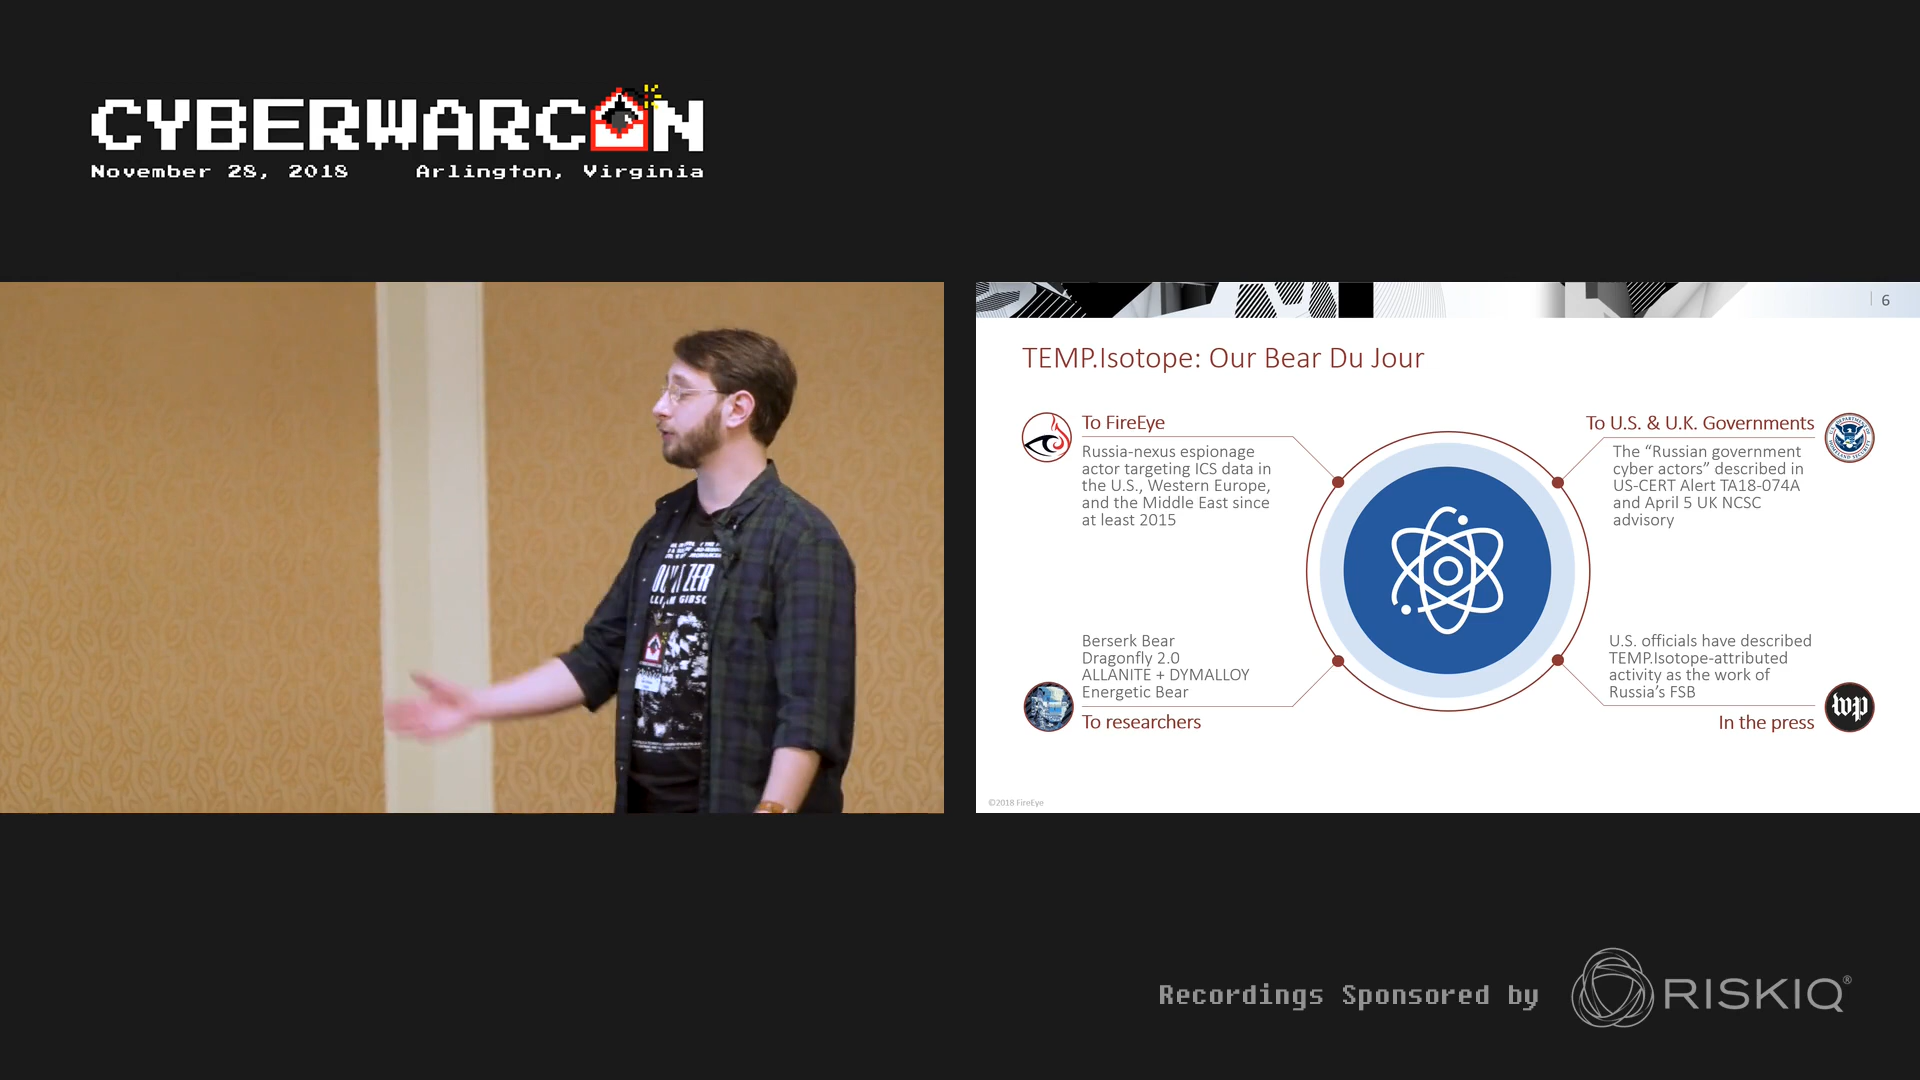 CYBERWARCON
November 28, 2018 Arlington, Virginia
6
TEMP.Isotope: Our Bear Du Jour
To FireEye
Russia-nexus espionage
actor targeting ICS data in
the U.S., Western Europe,
and the Middle East since
at least 2015
To U.S. & U.K. Governments
The “Russian government
cyber actors” described in
US-CERT Alert TA18-074A
and April 5 UK NCSC
advisory
Berserk Bear
Dragonfly 2.0
ALLANITE + DYMALLOY
Energetic Bear
To researchers
U.S. officials have described
TEMP.Isotope-attributed
activity as the work of
Russia’s FSB
In the press
wp
©2018 FireEye
Recordings Sponsored by
RISKIQ®